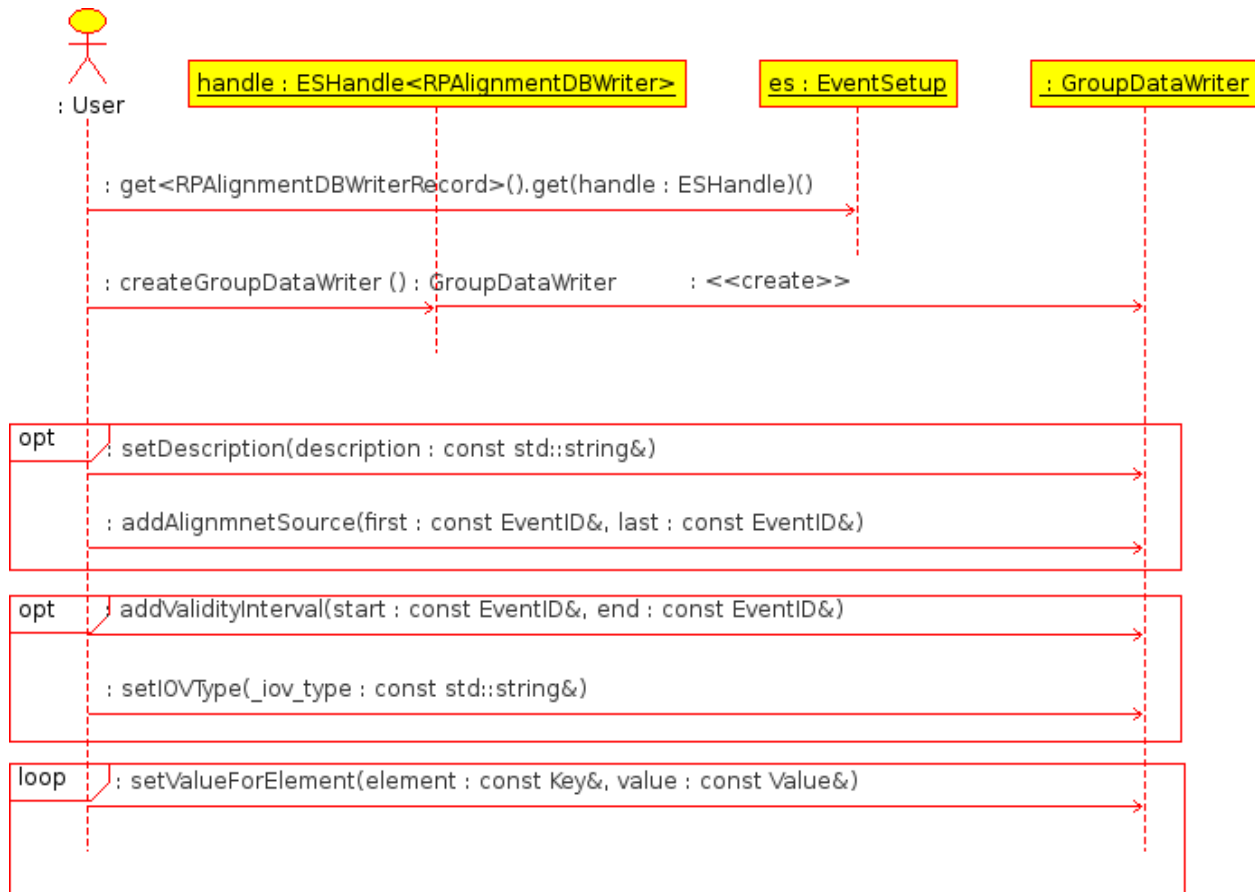 : User
handle : ESHandle<RPAlignmentDBWriter>
es : EventSetup
: GroupDataWriter
: get<RPAlignmentDBWriterRecord>().get(handle : ESHandle)()
: createGroupDataWriter () : GroupDataWriter
: <<create>>
opt
: setDescription(description : const std::string&)
: addAlignmnetSource(first : const EventID&, last : const EventID&)
opt
: addValidityInterval(start : const EventID&, end : const EventID&)
: setIOVType(_iov_type : const std::string&)
loop
: setValueForElement(element : const Key&, value : const Value&)